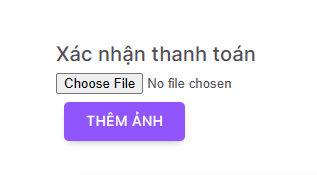 Xác nhận thanh toán
Choose File No file chosen
THÊM ẢNH